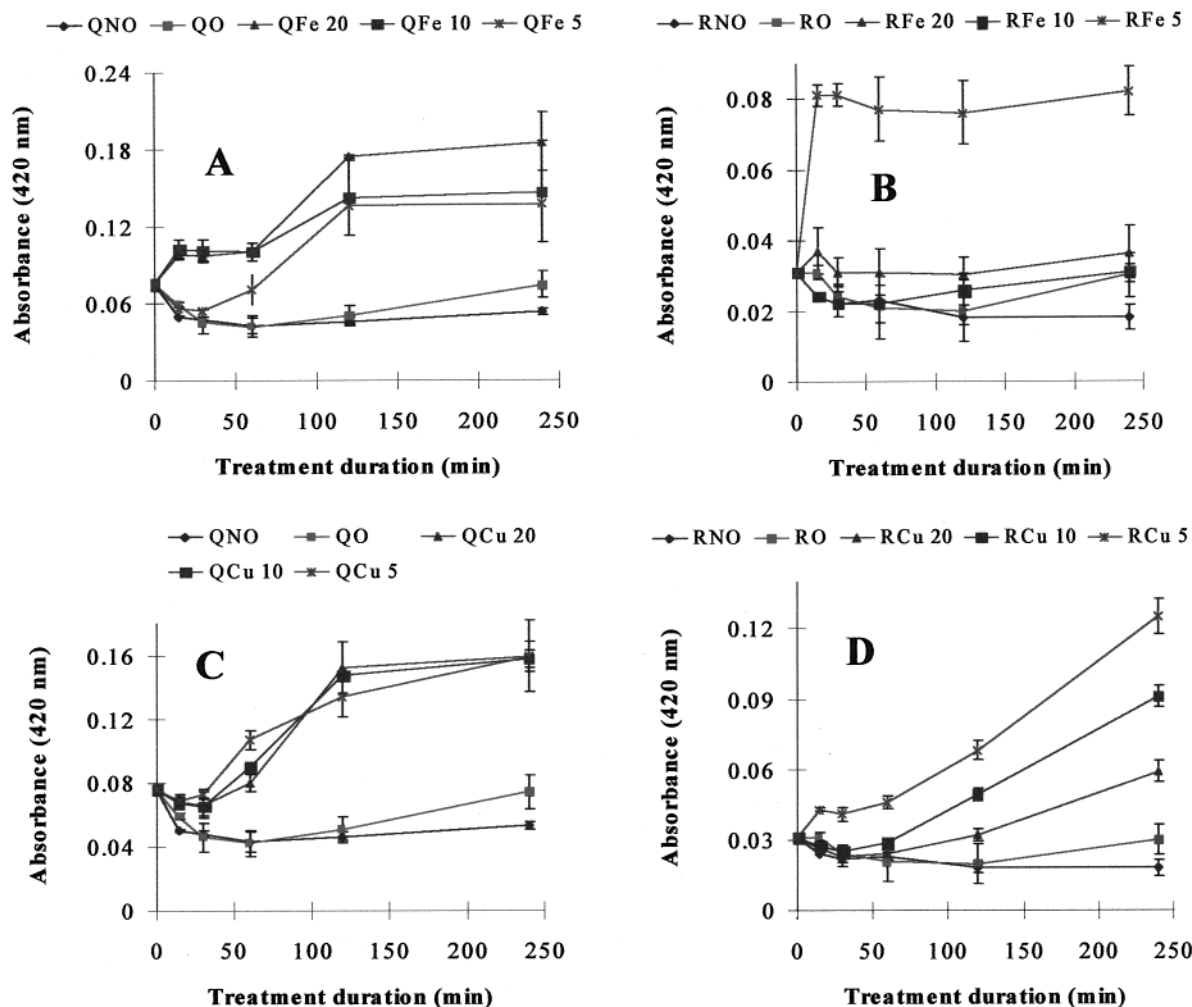 QNO QO QFe 20 QFe 10 QFe 5
0.24
0.18
0.12
0.06
0
A
Absorbance (420 nm)
0 50 100 150 200 250
Treatment duration (min)
RNO RO RFe 20 RFe 10 RFe 5
0.08
0.06
0.04
0.02
0
B
Absorbance (420 nm)
0 50 100 150 200 250
Treatment duration (min)
QNO QO QCu 20
QCu 10 QCu 5
0.16
0.12
0.08
0.04
0
C
Absorbance (420 nm)
0 50 100 150 200 250
Treatment duration (min)
RNO RO RCu 20 RCu 10 RCu 5
0.12
0.09
0.06
0.03
0
D
Absorbance (420 nm)
0 50 100 150 200 250
Treatment duration (min)